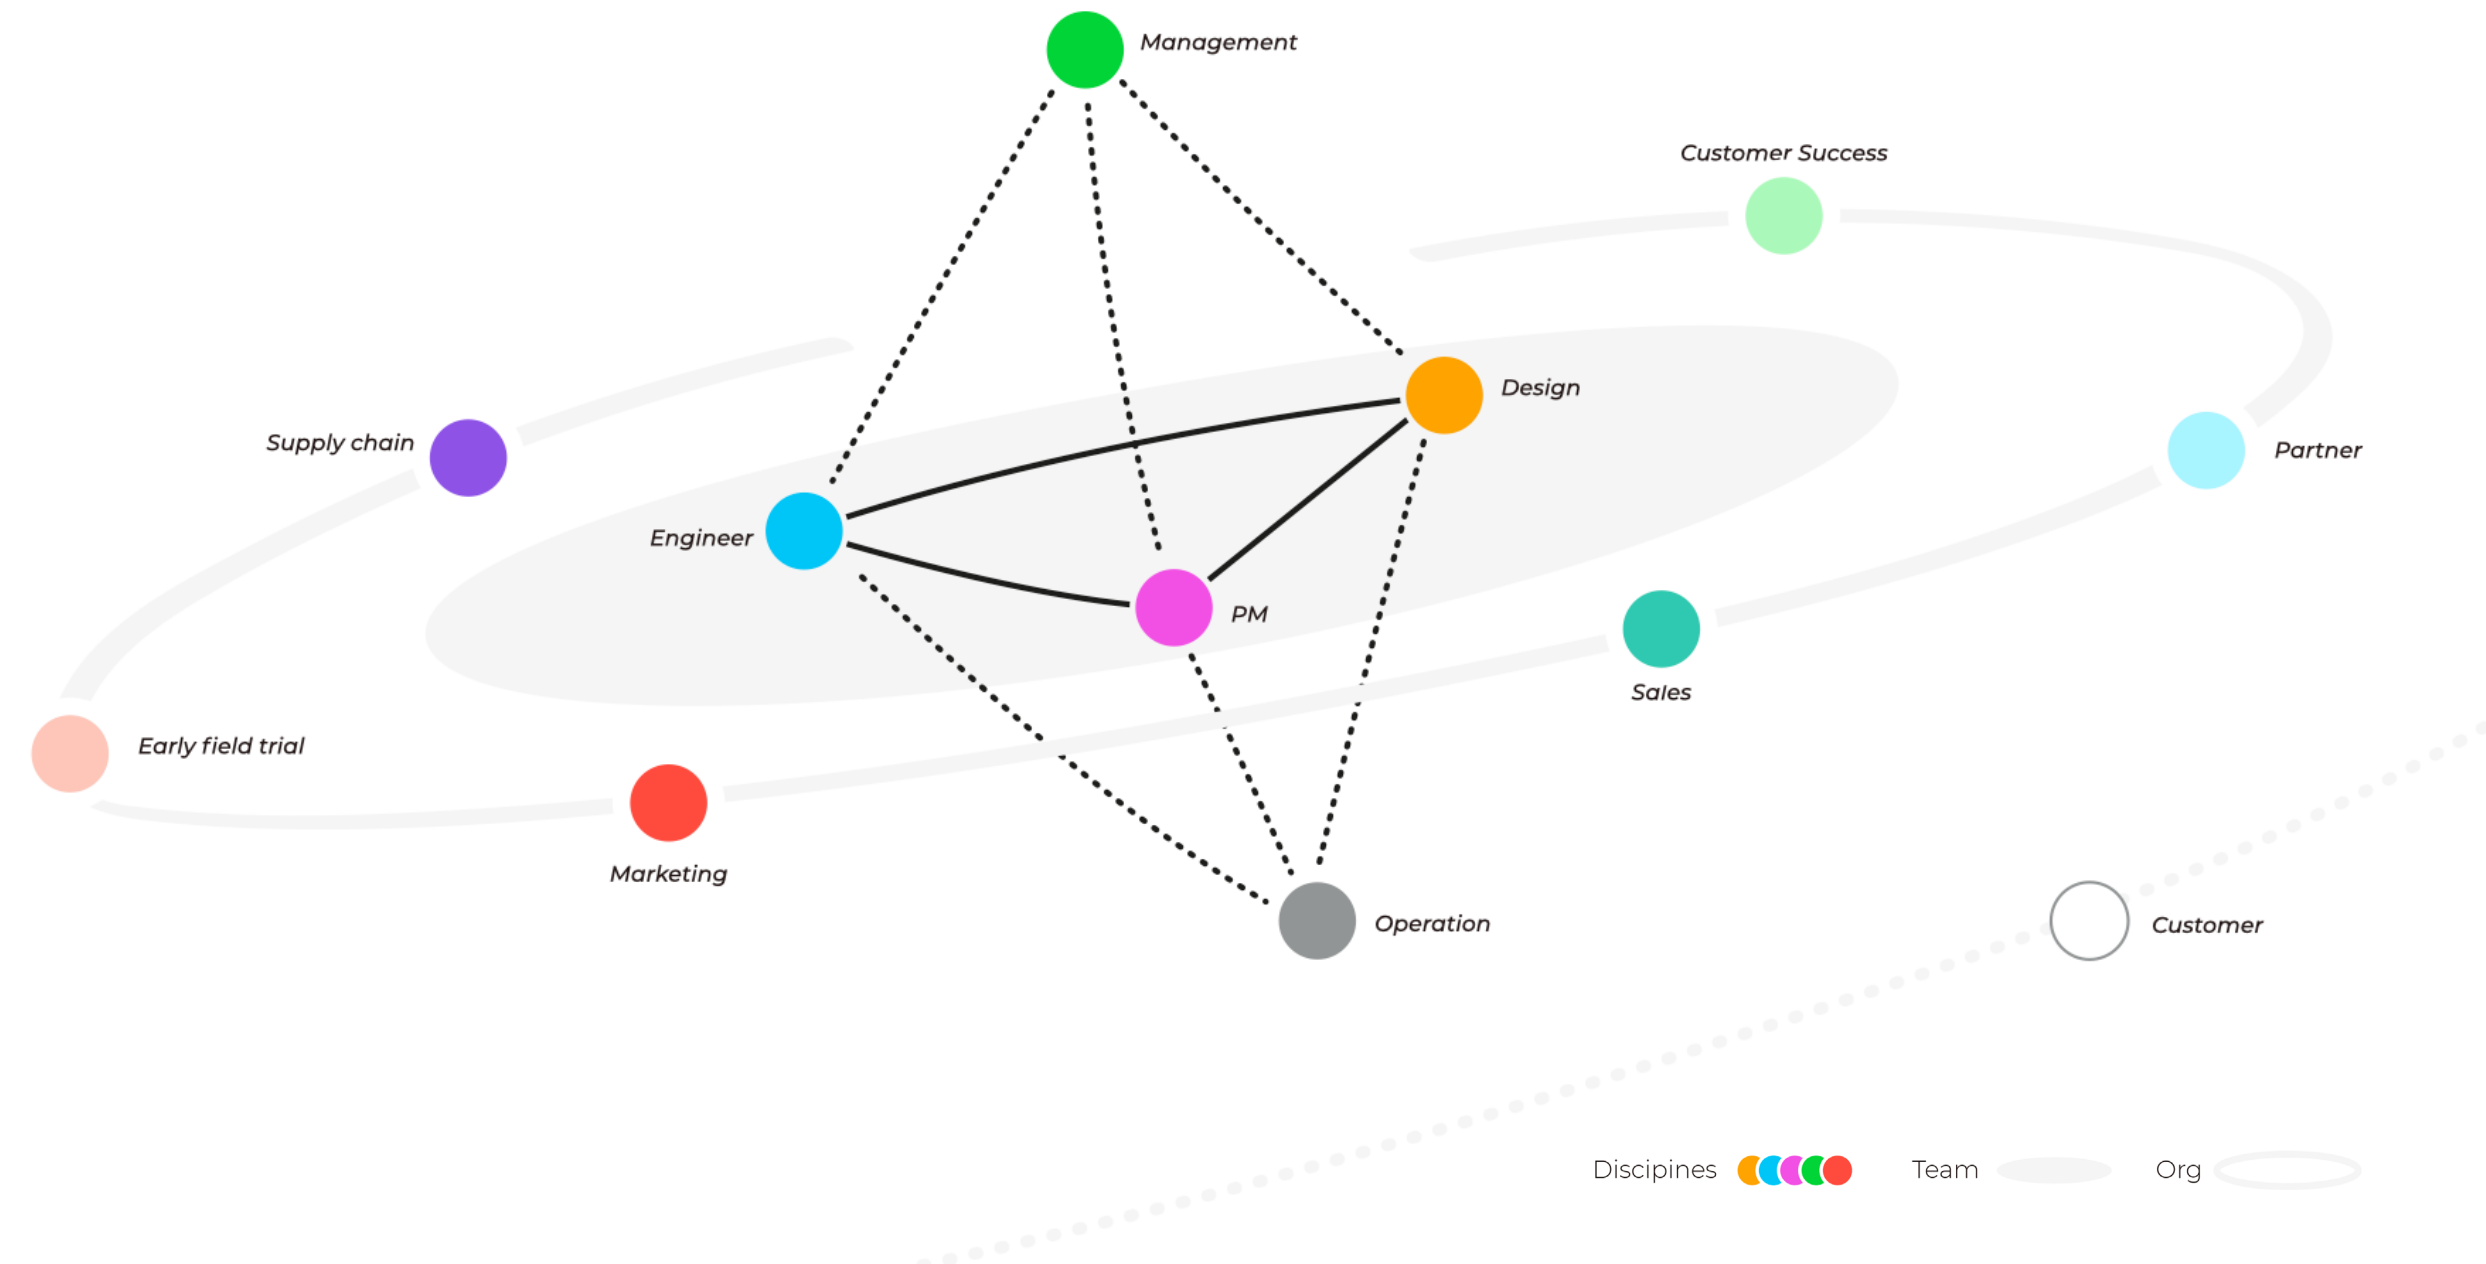 Management
Customer Success
Design
Supply chain
Partner
Engineer
PM
Sales
Early field trial
Marketing
Operation
Customer
Discipines
Team
Org